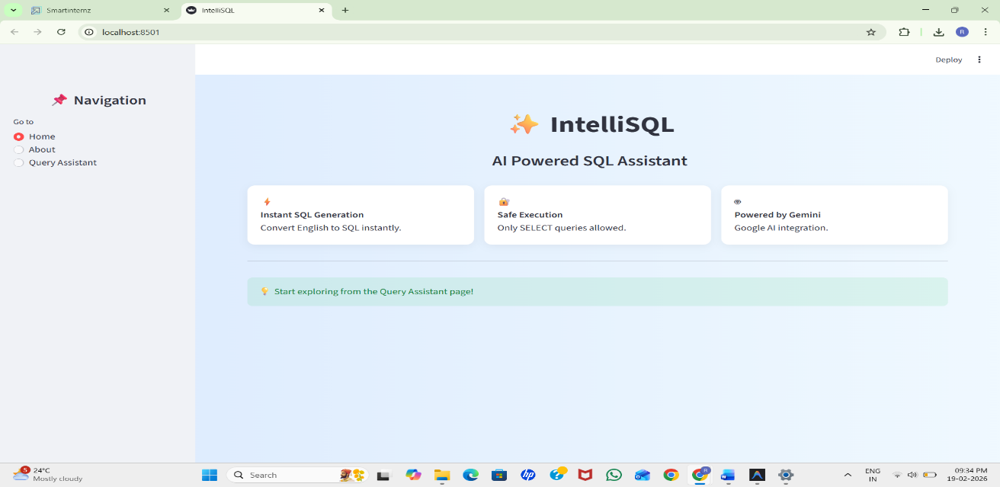 Smartinternz
IntelliSQL
localhost:8501
R
Deploy
Navigation
Go to
Home
About
Query Assistant
IntelliSQL
AI Powered SQL Assistant
Instant SQL Generation
Convert English to SQL instantly.
Safe Execution
Only SELECT queries allowed.
Powered by Gemini
Google AI integration.
Start exploring from the Query Assistant page!
5
24°C
Mostly cloudy
Search
hp
R
ENG
IN
09:34 PM
19-02-2026